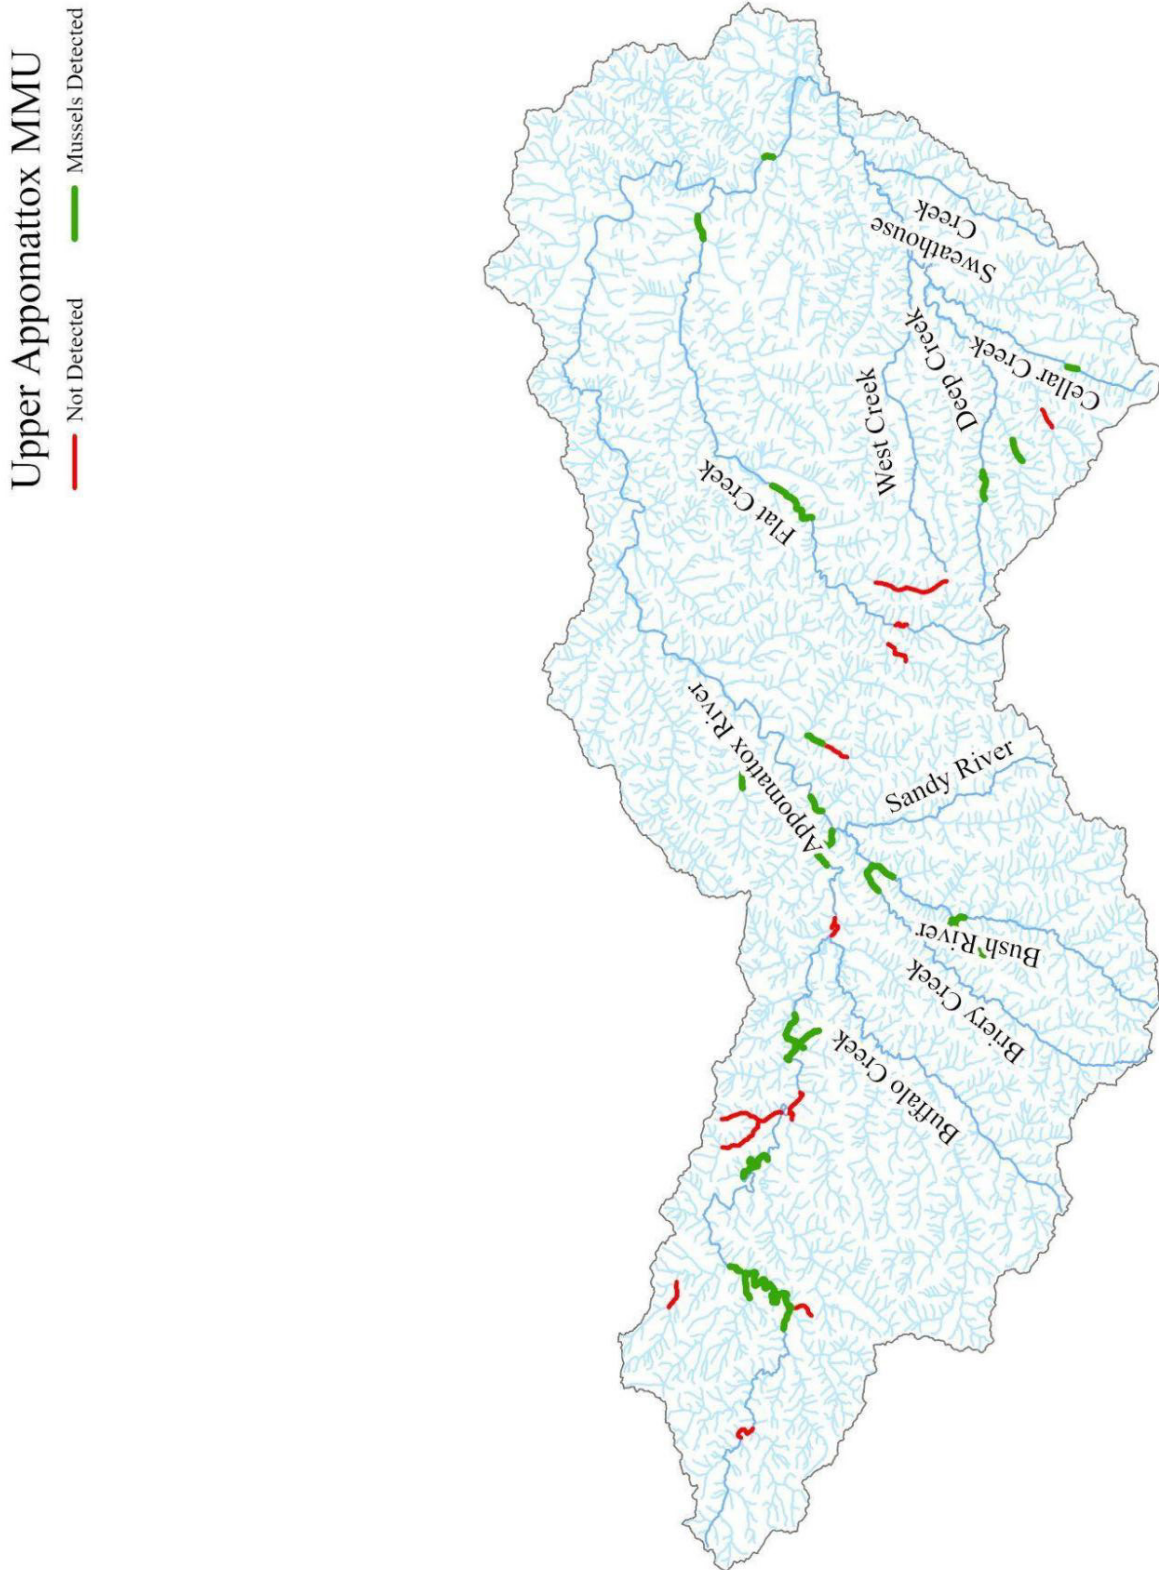 Upper Appomattox MMU
Not Detected
Mussels Detected
Sweathouse
Creek
Cellar Creek
Deep Creek
West Creek
Flat Creek
Appomattox River
Sandy River
Bush River
Briery Creek
Buffalo Creek